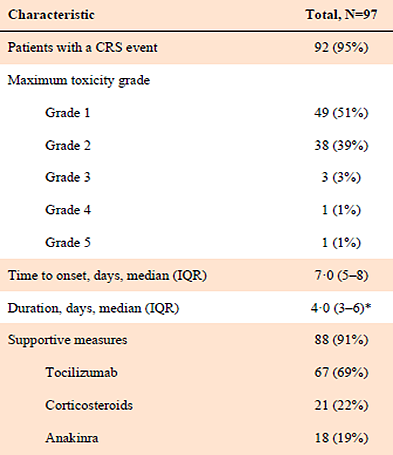 Characteristic Total, N=97
Patients with a CRS event 92 (95%)
Maximum toxicity grade
Grade 1 49 (51%)
Grade 2 38 (39%)
Grade 3 3 (3%)
Grade 4 1 (1%)
Grade 5 1 (1%)
Time to onset, days, median (IQR) 7·0 (5–8)
Duration, days, median (IQR) 4·0 (3–6)*
Supportive measures 88 (91%)
Tocilizumab 67 (69%)
Corticosteroids 21 (22%)
Anakinra 18 (19%)